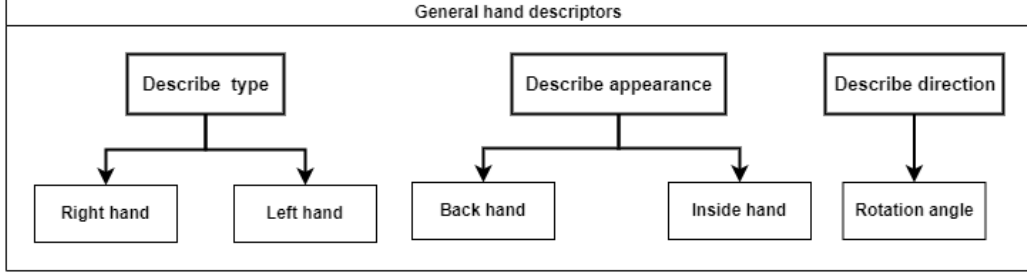 General hand descriptors
Describe type
Describe appearance
Describe direction
Right hand
Left hand
Back hand
Inside hand
Rotation angle